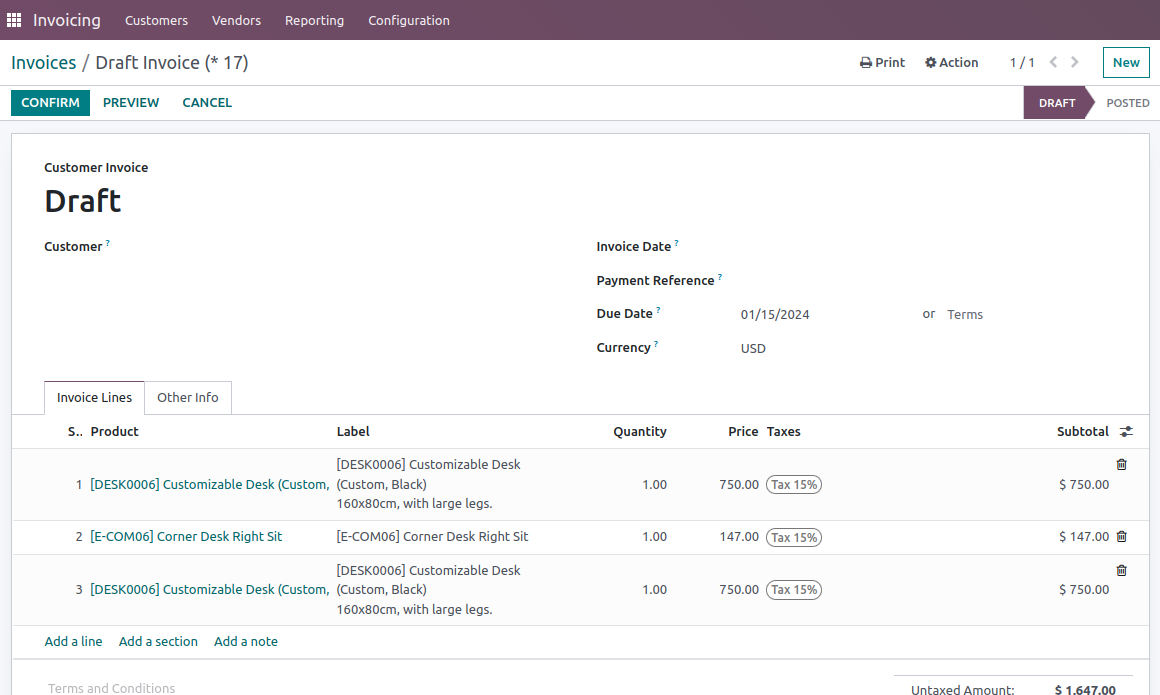 Invoicing Customers Vendors Reporting Configuration
Invoices / Draft Invoice (* 17) Print Action 1 / 1 New
CONFIRM PREVIEW CANCEL DRAFT POSTED
Customer Invoice
Draft
Customer ? Invoice Date ?
Payment Reference ?
Due Date ? 01/15/2024 or Terms
Currency ? USD
Invoice Lines Other Info
S.. Product Label Quantity Price Taxes Subtotal
[DESK0006] Customizable Desk
1 [DESK0006] Customizable Desk (Custom, (Custom, Black) 1.00 750.00 Tax 15% $ 750.00
160x80cm, with large legs.
2 [E-COM06] Corner Desk Right Sit [E-COM06] Corner Desk Right Sit 1.00 147.00 Tax 15% $ 147.00
[DESK0006] Customizable Desk
3 [DESK0006] Customizable Desk (Custom, (Custom, Black) 1.00 750.00 Tax 15% $ 750.00
160x80cm, with large legs.
Add a line Add a section Add a note
Terms and Conditions Untaxed Amount: $ 1,647.00